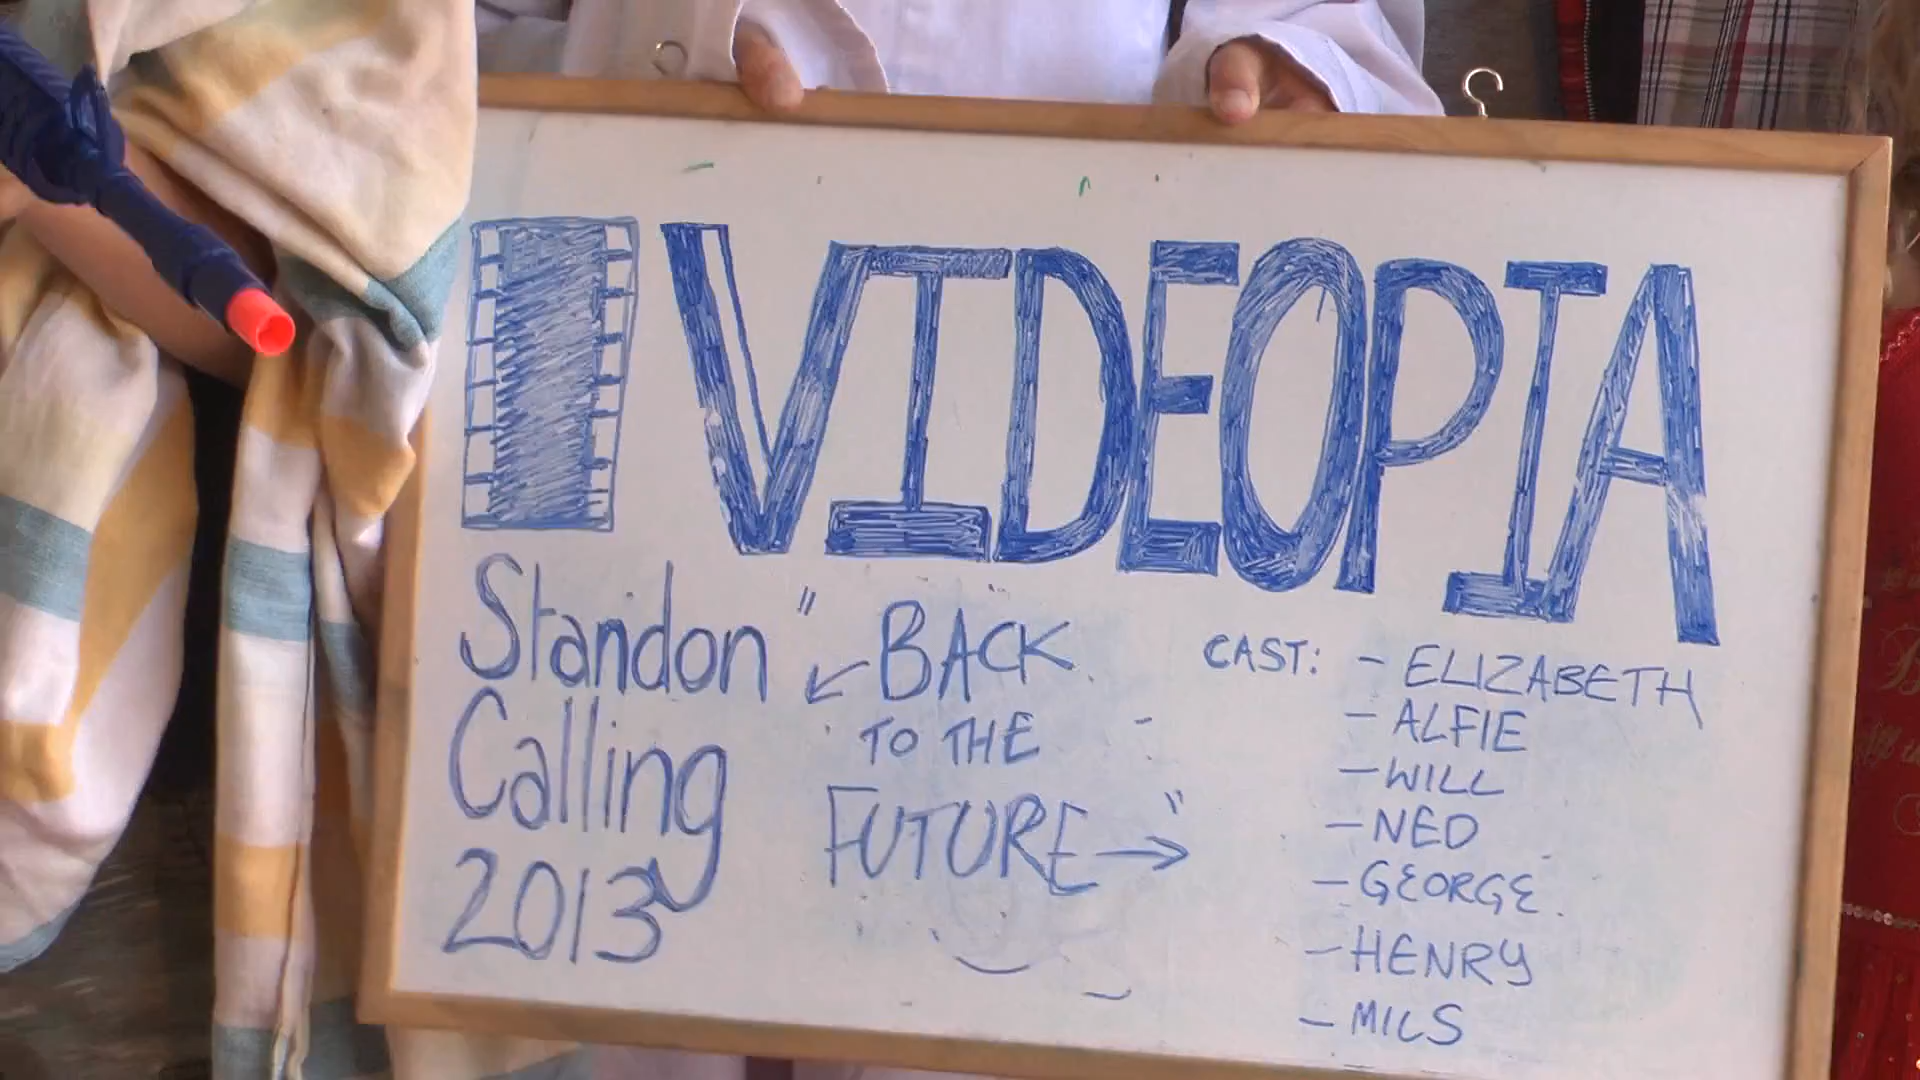 VIDEOPIA
Standon
Calling
2013
"BACK
TO THE
FUTURE"
CAST: - ELIZABETH
- ALFIE
- WILL
- NED
- GEORGE
- HENRY
- MILS